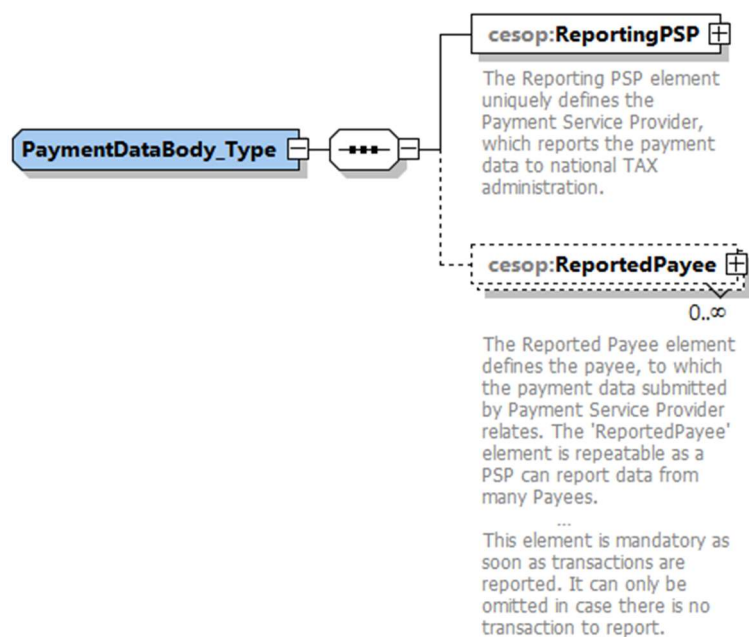 cesop:ReportingPSP
The Reporting PSP element
uniquely defines the
Payment Service Provider,
which reports the payment
data to national TAX
administration.
PaymentDataBody_Type
cesop:ReportedPayee
0..∞
The Reported Payee element
defines the payee, to which
the payment data submitted
by Payment Service Provider
relates. The 'ReportedPayee'
element is repeatable as a
PSP can report data from
many Payees.
...
This element is mandatory as
soon as transactions are
reported. It can only be
omitted in case there is no
transaction to report.